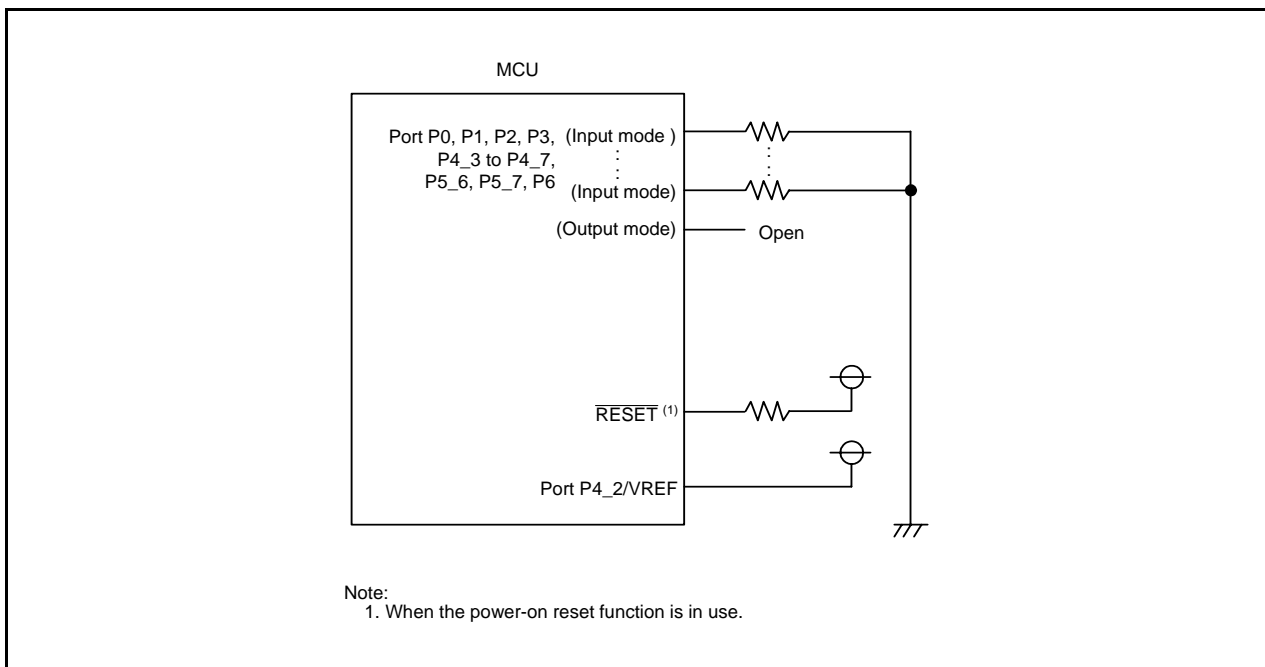 MCU
Port P0, P1, P2, P3, (Input mode )
P4_3 to P4_7,
P5_6, P5_7, P6
(Input mode)
(Output mode) Open
RESET (1)
Port P4_2/VREF
Note:
1. When the power-on reset function is in use.